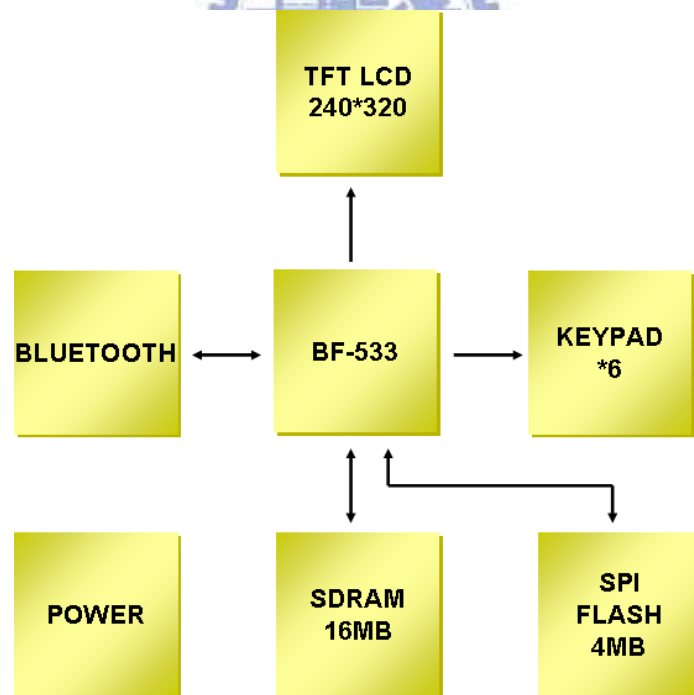 TFT LCD
240*320
BLUETOOTH
BF-533
KEYPAD
*6
POWER
SDRAM
16MB
SPI
FLASH
4MB